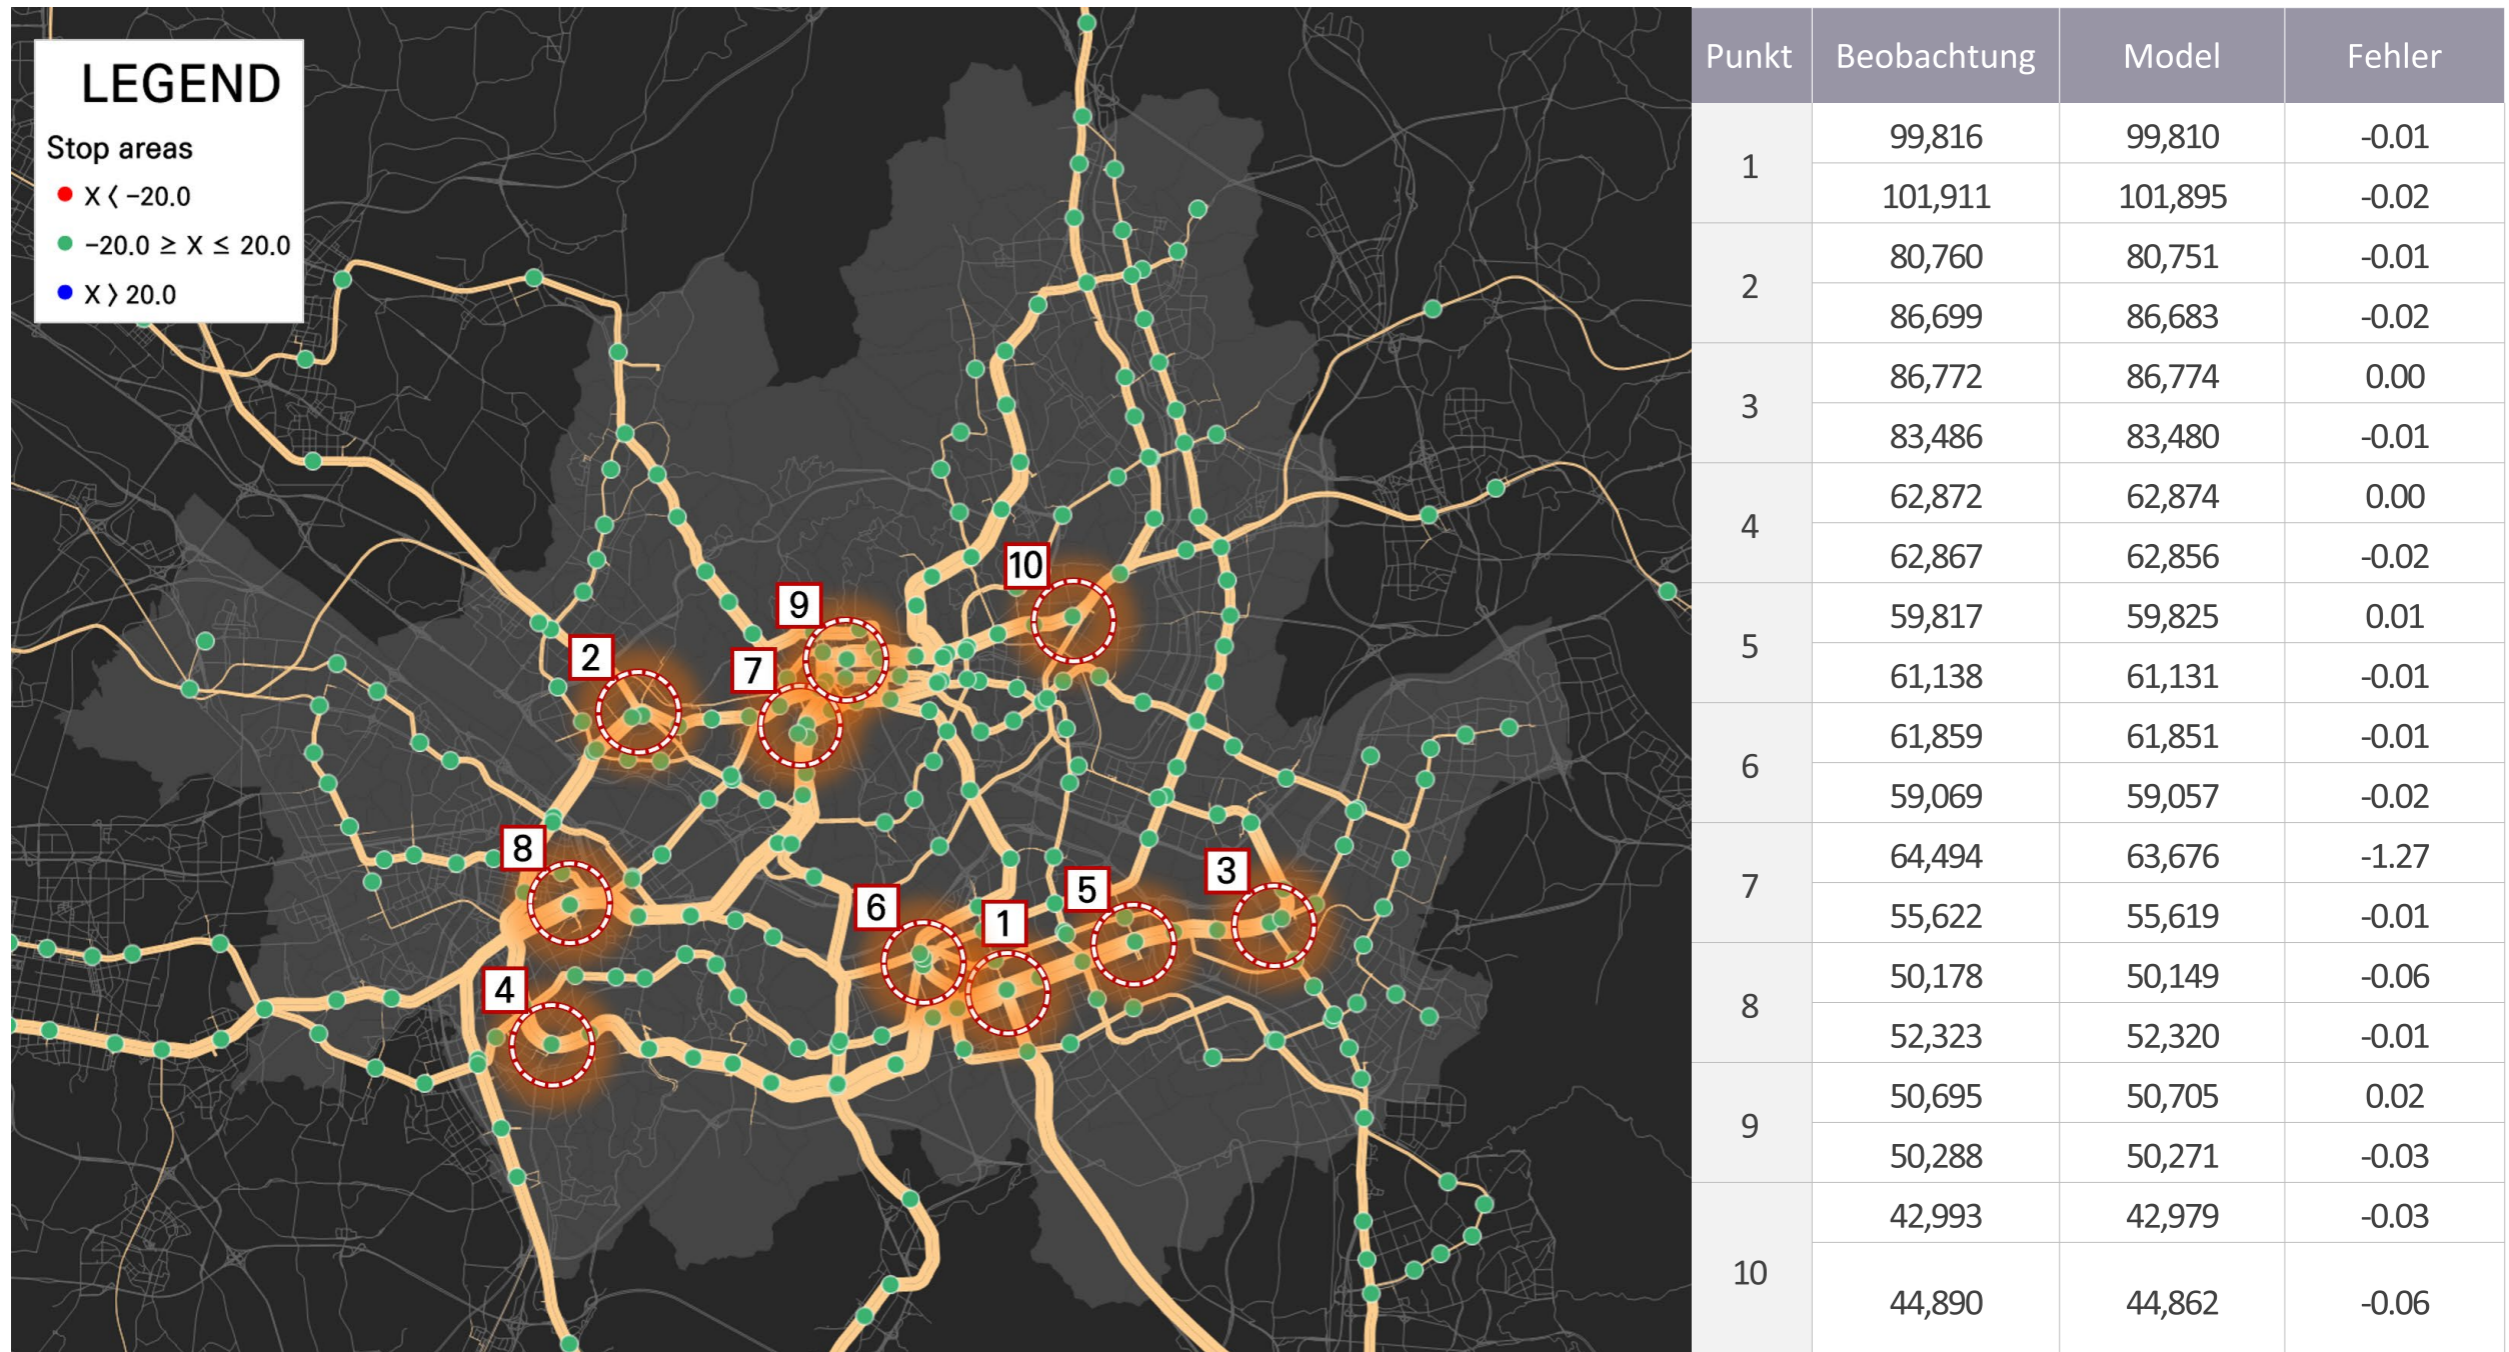 LEGEND
Stop areas
X < -20.0
-20.0 ≥ X ≤ 20.0
X > 20.0
10
9
2
7
8
3
5
6
1
4
Punkt Beobachtung Model Fehler
1
99,816 99,810 -0.01
101,911 101,895 -0.02
2
80,760 80,751 -0.01
86,699 86,683 -0.02
3
86,772 86,774 0.00
83,486 83,480 -0.01
4
62,872 62,874 0.00
62,867 62,856 -0.02
5
59,817 59,825 0.01
61,138 61,131 -0.01
6
61,859 61,851 -0.01
59,069 59,057 -0.02
7
64,494 63,676 -1.27
55,622 55,619 -0.01
8
50,178 50,149 -0.06
52,323 52,320 -0.01
9
50,695 50,705 0.02
50,288 50,271 -0.03
10
42,993 42,979 -0.03
44,890 44,862 -0.06